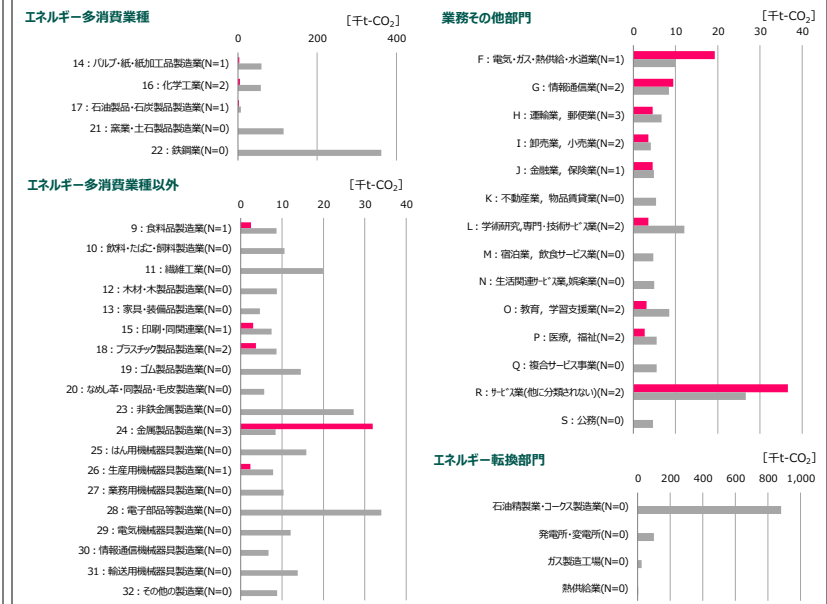 エネルギー多消費業種
[千t-CO₂]
0 200 400
14：パルプ・紙・紙加工品製造業(N=1)
16：化学工業(N=2)
17：石油製品・石炭製品製造業(N=1)
21：窯業・土石製品製造業(N=0)
22：鉄鋼業(N=0)
エネルギー多消費業種以外
[千t-CO₂]
0 10 20 30 40
9：食料品製造業(N=1)
10：飲料・たばこ・飼料製造業(N=0)
11：繊維工業(N=0)
12：木材・木製品製造業(N=0)
13：家具・装備品製造業(N=0)
15：印刷・同関連業(N=1)
18：プラスチック製品製造業(N=2)
19：ゴム製品製造業(N=0)
20：なめし革・同製品・毛皮製造業(N=0)
23：非鉄金属製造業(N=0)
24：金属製品製造業(N=3)
25：はん用機械器具製造業(N=0)
26：生産用機械器具製造業(N=1)
27：業務用機械器具製造業(N=0)
28：電子部品等製造業(N=0)
29：電気機械器具製造業(N=0)
30：情報通信機械器具製造業(N=0)
31：輸送用機械器具製造業(N=0)
32：その他の製造業(N=0)
業務その他部門
[千t-CO₂]
0 10 20 30 40
F：電気・ガス・熱供給・水道業(N=1)
G：情報通信業(N=2)
H：運輸業，郵便業(N=3)
I：卸売業，小売業(N=2)
J：金融業，保険業(N=1)
K：不動産業，物品賃貸業(N=0)
L：学術研究,専門・技術サービス業(N=2)
M：宿泊業，飲食サービス業(N=0)
N：生活関連サービス業,娯楽業(N=0)
O：教育，学習支援業(N=2)
P：医療，福祉(N=2)
Q：複合サービス事業(N=0)
R：サービス業(他に分類されない)(N=2)
S：公務(N=0)
エネルギー転換部門
[千t-CO₂]
0 200 400 600 800 1,000
石油精製業・コークス製造業(N=0)
発電所・変電所(N=0)
ガス製造工場(N=0)
熱供給業(N=0)